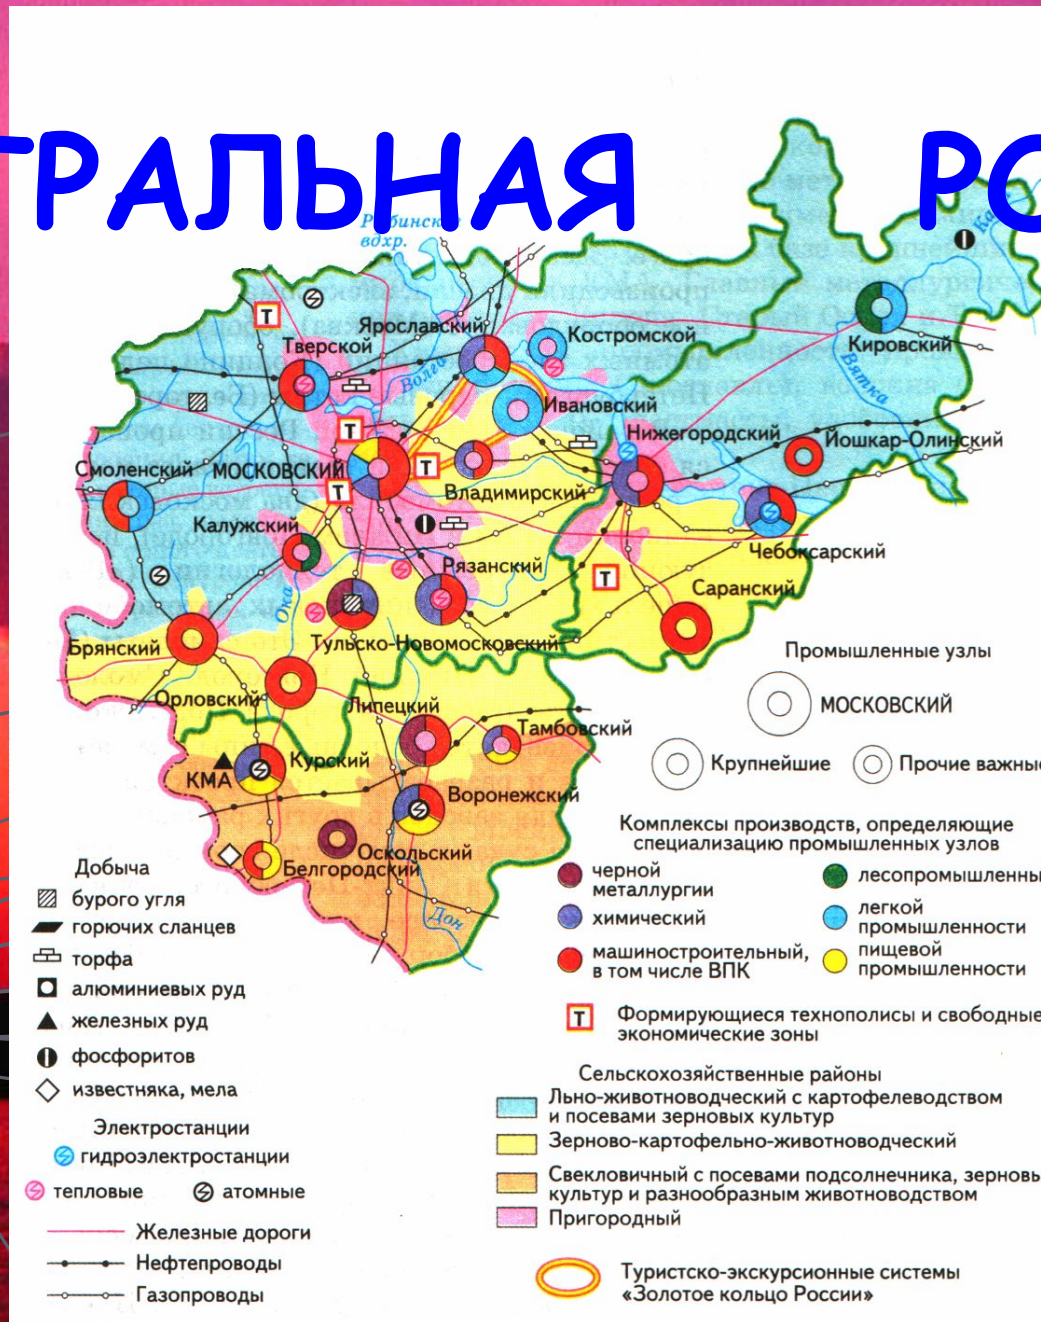 РАЛЬНАЯ РО
Рыбинск
вдхр.
Кама
Т
Ярославский
Тверской
Костромской
Кировский
Волга
Вятка
Ивановский
Т
Нижегородский
Йошкар-Олинский
Смоленский
МОСКОВСКИЙ
Т
Т
Владимирский
Калужский
Чебоксарский
Рязанский
Т
Саранский
Ока
Брянский
Тульско-Новомосковский
Промышленные узлы
Орловский
Липецкий
МОСКОВСКИЙ
Тамбовский
КМА
Курский
Крупнейшие
Прочие важные
Воронежский
Оскольский
Белгородский
Дон
Добыча
бурого угля
горючих сланцев
торфа
алюминиевых руд
железных руд
фосфоритов
известняка, мела
Электростанции
гидроэлектростанции
тепловые
атомные
Железные дороги
Нефтепроводы
Газопроводы
Комплексы производств, определяющие
специализацию промышленных узлов
черной
металлургии
химический
машиностроительный,
в том числе ВПК
лесопромышленны
легкой
промышленности
пищевой
промышленности
Т
Формирующиеся технополисы и свободные
экономические зоны
Сельскохозяйственные районы
Льно-животноводческий с картофелеводством
и посевами зерновых культур
Зерново-картофельно-животноводческий
Свекловичный с посевами подсолнечника, зерновы
культур и разнообразным животноводством
Пригородный
Туристско-экскурсионные системы
«Золотое кольцо России»